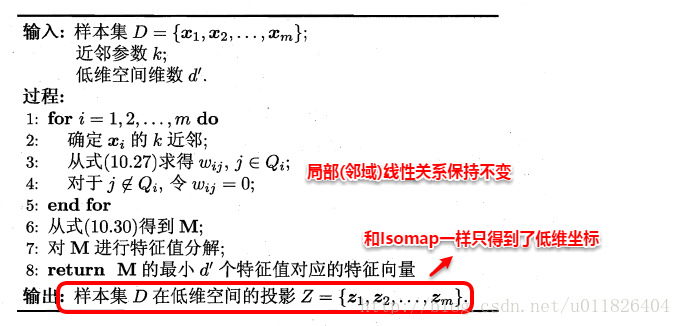 输入: 样本集 D = {x₁, x₂, ..., xₘ};
近邻参数 k;
低维空间维数 d′.
过程:
1: for i = 1, 2, ..., m do
2: 确定 xᵢ 的 k 近邻;
3: 从式(10.27)求得 wᵢⱼ, j ∈ Qᵢ;
4: 对于 j ∉ Qᵢ, 令 wᵢⱼ = 0;
局部(邻域)线性关系保持不变
5: end for
6: 从式(10.30)得到 M;
7: 对 M 进行特征值分解;
和Isomap一样只得到了低维坐标
8: return M 的最小 d′ 个特征值对应的特征向量
输出: 样本集 D 在低维空间的投影 Z = {z₁, z₂, ..., zₘ}.
http://blog.csdn.net/u011826404